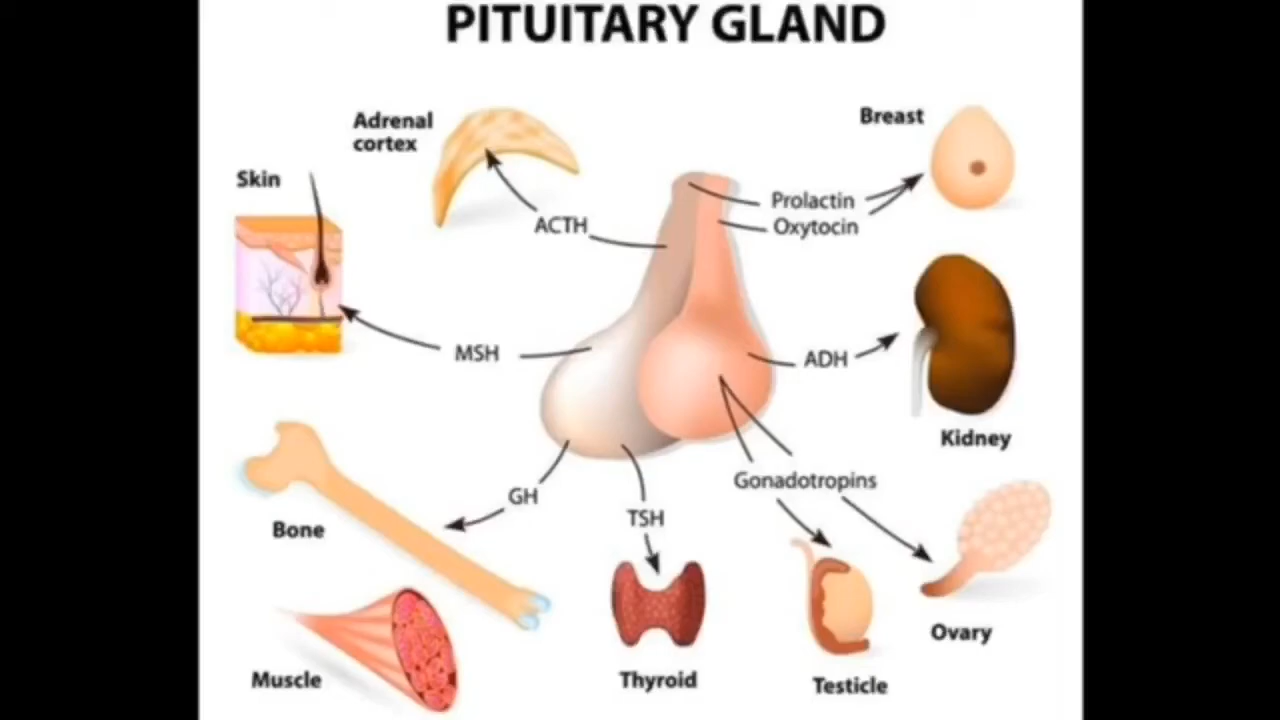 PITUITARY GLAND
Adrenal
cortex
Breast
Skin
Prolactin
Oxytocin
ACTH
MSH
ADH
Kidney
Gonadotropins
GH
TSH
Bone
Ovary
Muscle
Thyroid
Testicle